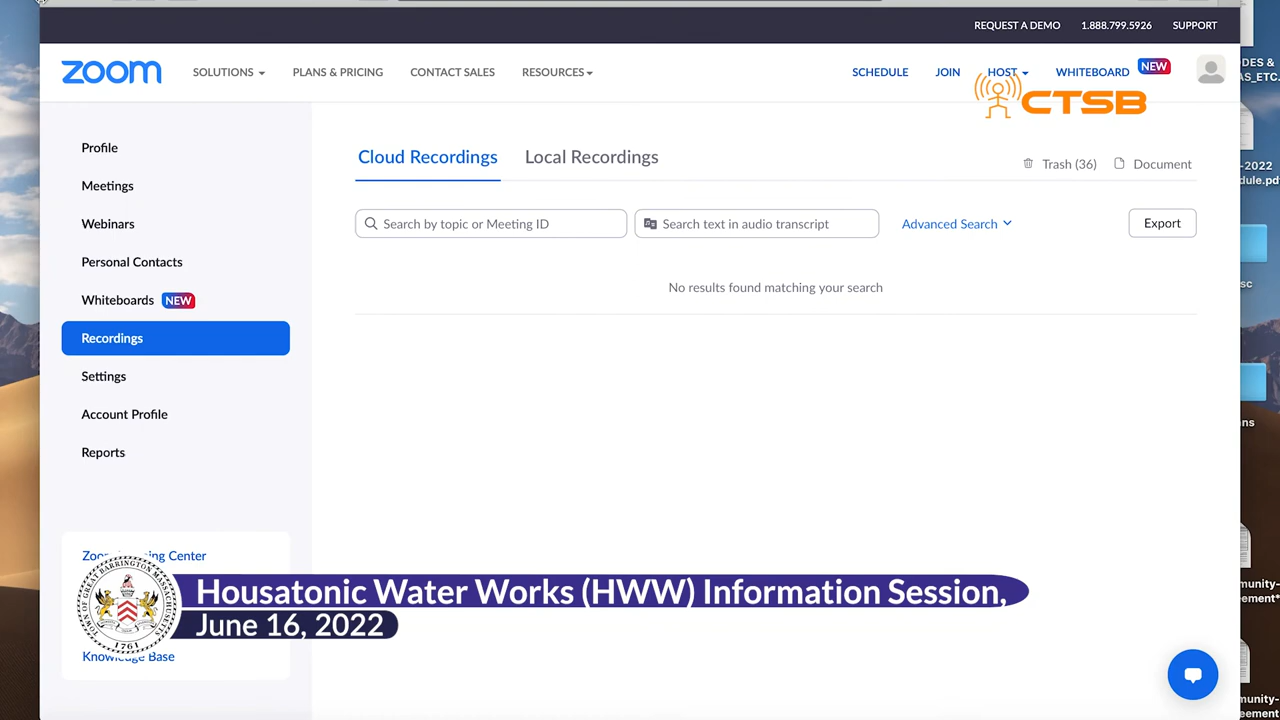 REQUEST A DEMO 1.888.799.5926 SUPPORT
zoom SOLUTIONS PLANS & PRICING CONTACT SALES RESOURCES SCHEDULE JOIN HOST WHITEBOARD NEW
CTSB
Profile
Meetings
Webinars
Personal Contacts
Whiteboards NEW
Recordings
Settings
Account Profile
Reports
Cloud Recordings Local Recordings Trash (36) Document
Search by topic or Meeting ID Search text in audio transcript Advanced Search Export
No results found matching your search
Housatonic Water Works (HWW) Information Session,
June 16, 2022
1761
Knowledge Base